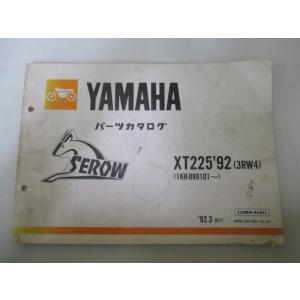 YAMAHA
パーツカタログ
SEROW
XT225'92 (3RW4)
(1KH-080101~)
'92.3 発行